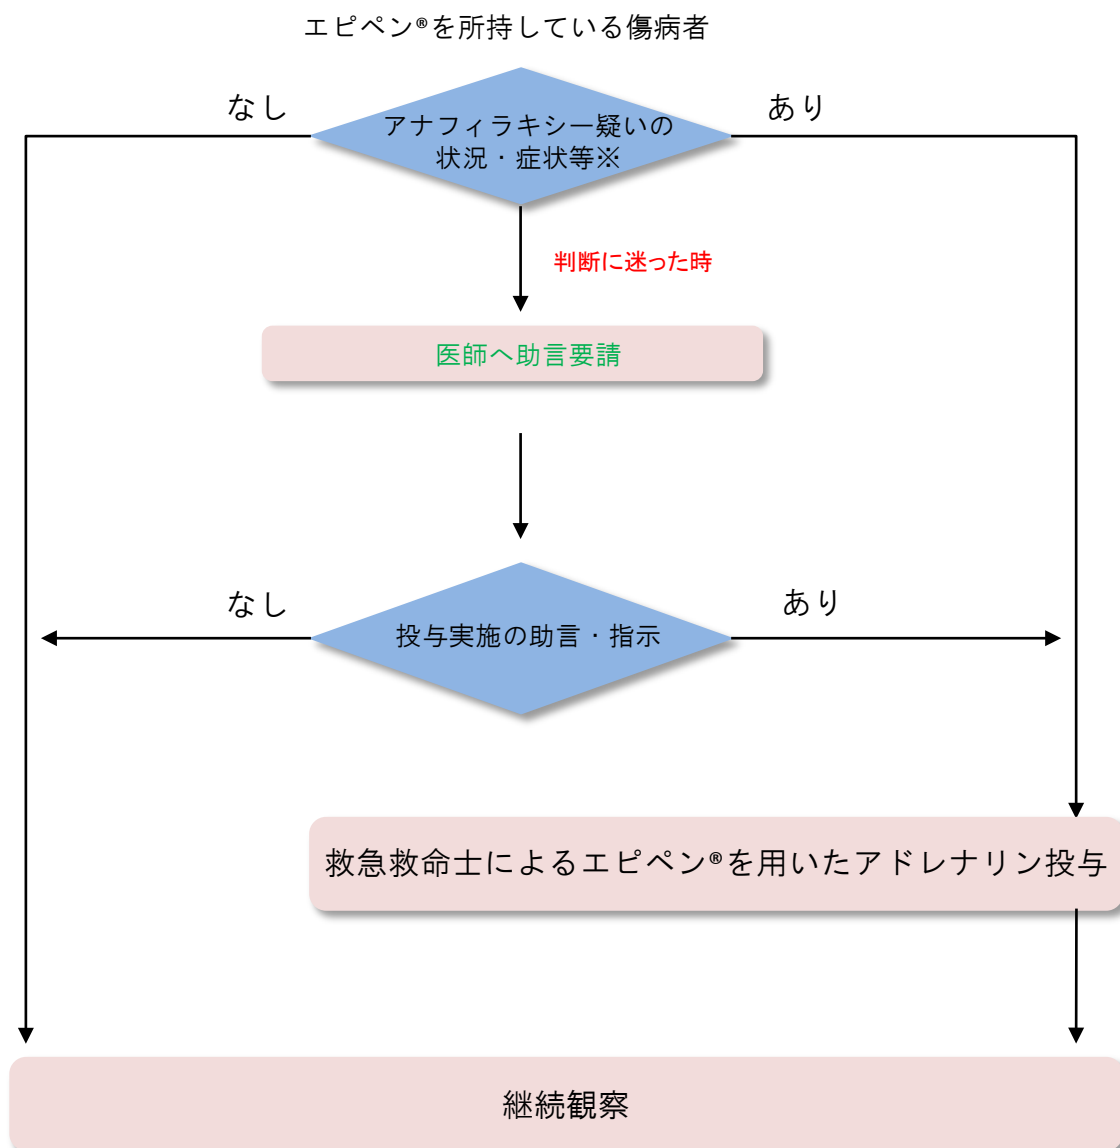 エピペン®を所持している傷病者
なし
あり
アナフィラキシー疑いの
状況・症状等※
判断に迷った時
医師へ助言要請
なし
あり
投与実施の助言・指示
救急救命士によるエピペン®を用いたアドレナリン投与
継続観察